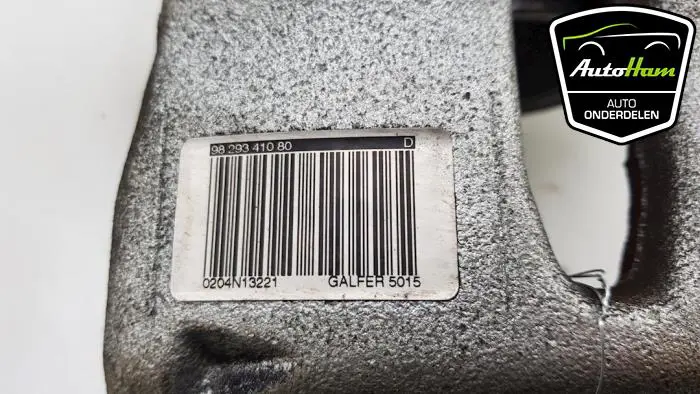 AutoHam
AUTO
ONDERDELEN
98 293 410 80 D
0204N13221 GALFER 5015